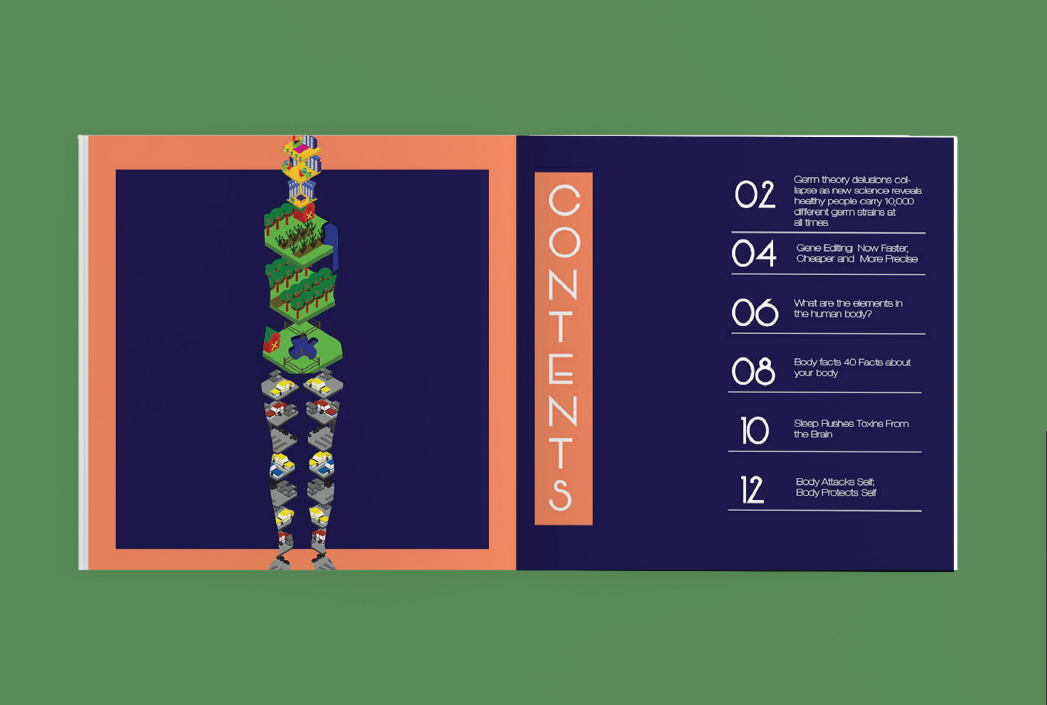 CONTENTS
02
Germ theory delusions col-
lapse as new science reveals
healthy people carry 10,000
different germ strains at
all times
04
Gene Editing Now Faster,
Cheaper and More Precise
06
What are the elements in
the human body?
08
Body facts 40 Facts about
your body
10
Sleep Flushes Toxins From
the Brain
12
Body Attacks Self;
Body Protects Self